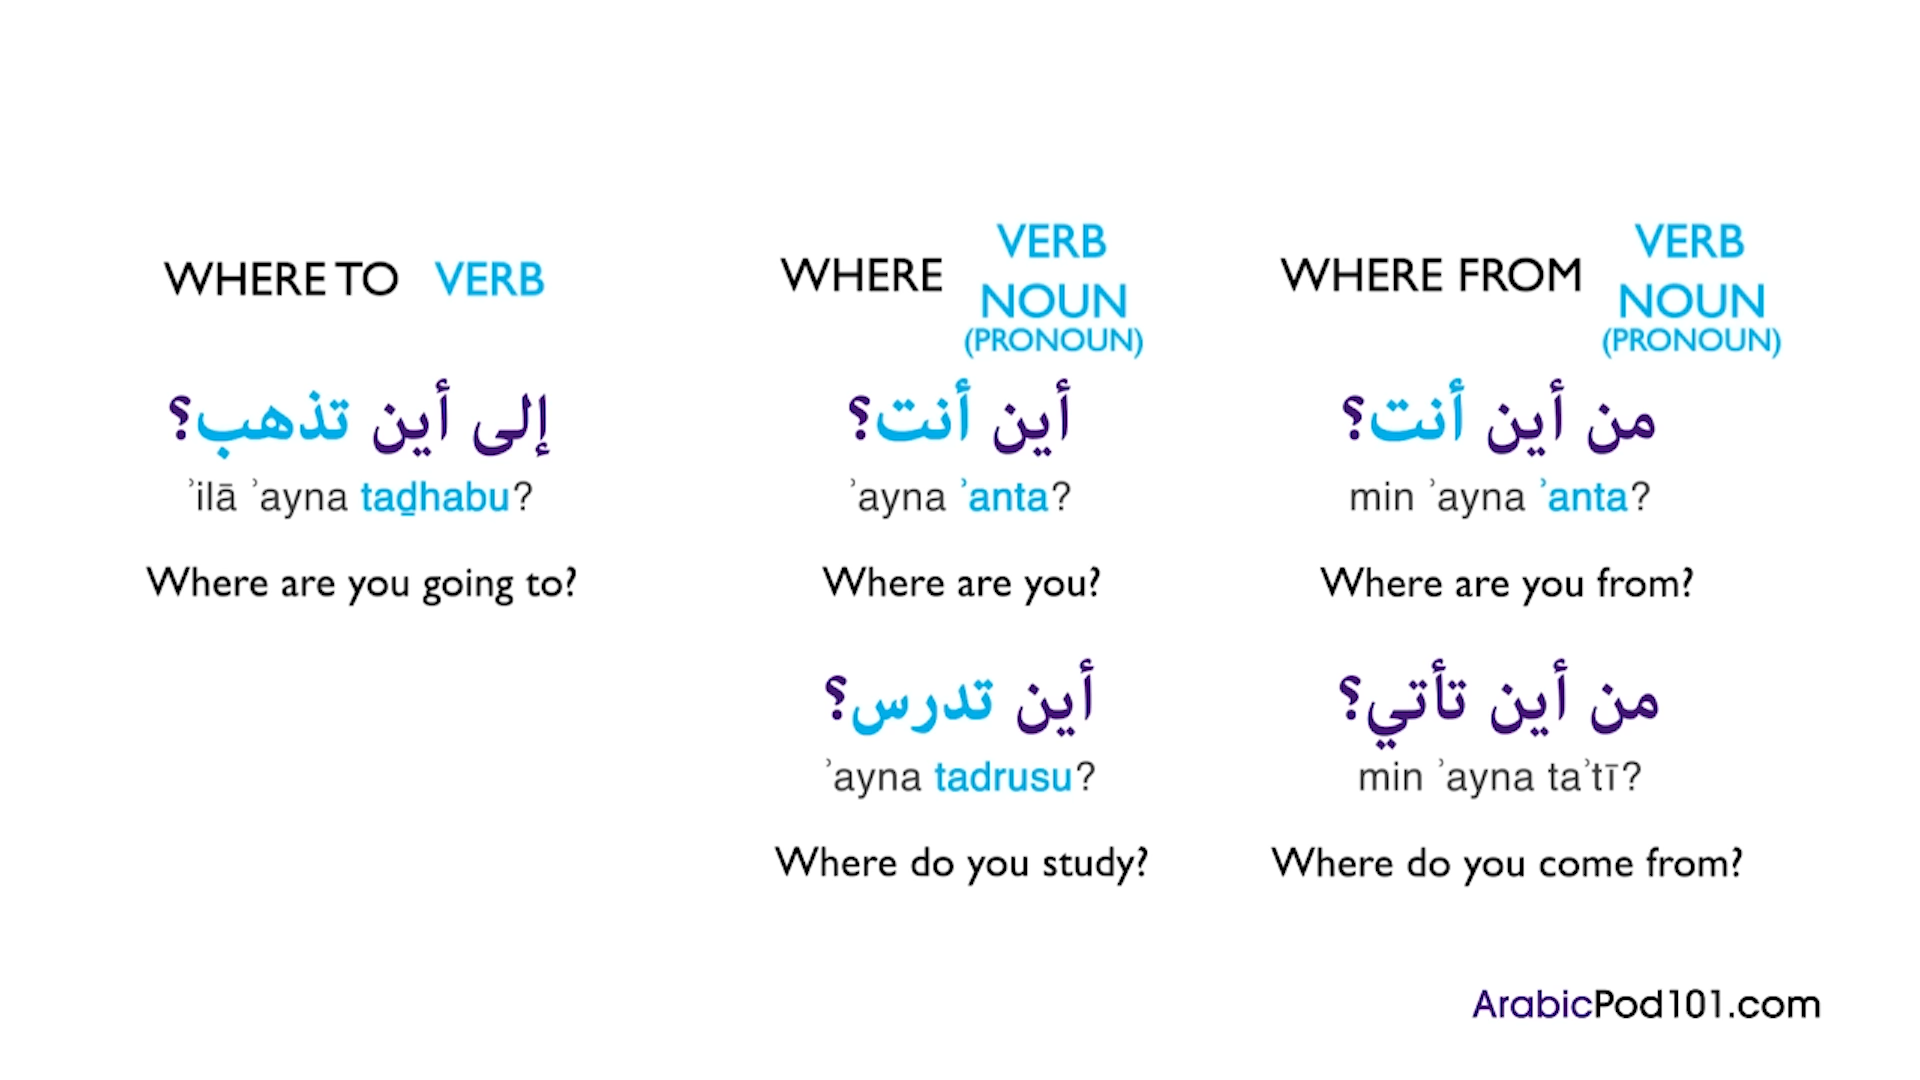 WHERE TO VERB
إلى أين تذهب؟
ʾilā ʾayna taḏhabu?
Where are you going to?
WHERE VERB
NOUN
(PRONOUN)
أين أنت؟
ʾayna ʾanta?
Where are you?
أين تدرس؟
ʾayna tadrusu?
Where do you study?
WHERE FROM VERB
NOUN
(PRONOUN)
من أين أنت؟
min ʾayna ʾanta?
Where are you from?
من أين تأتي؟
min ʾayna taʾtī?
Where do you come from?
ArabicPod101.com